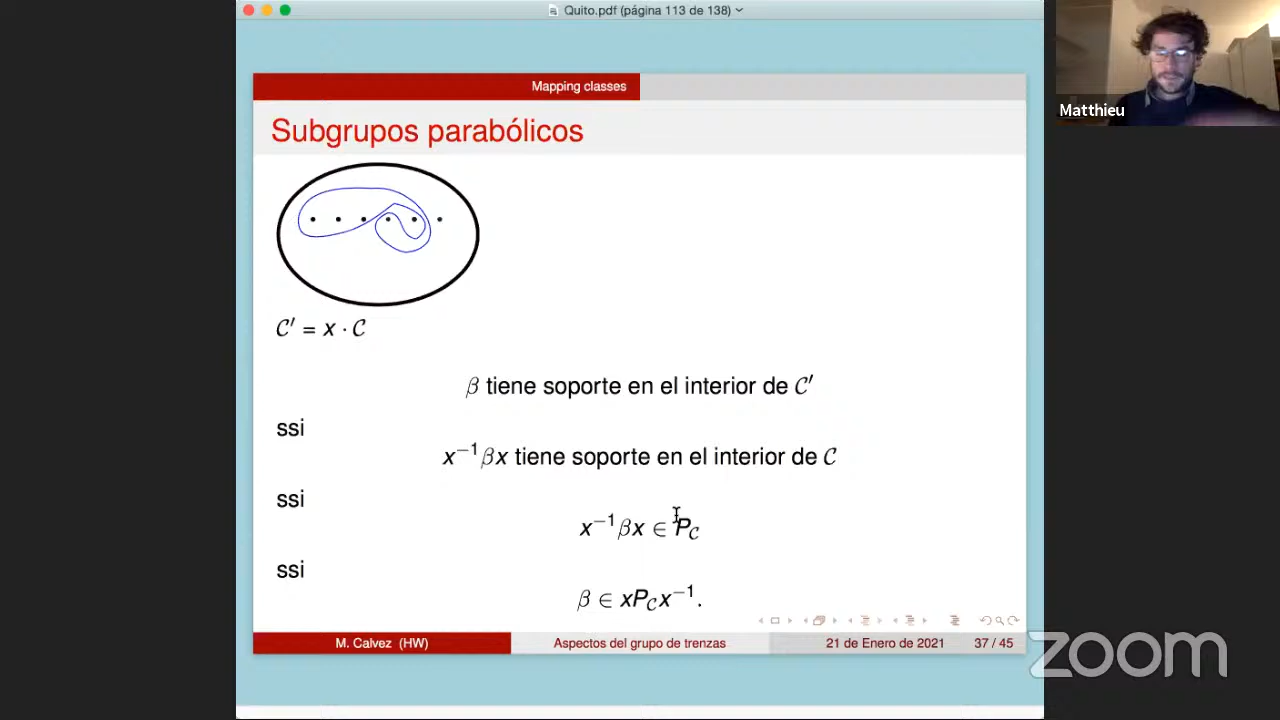 Quito.pdf (página 113 de 138)
Matthieu
Mapping classes
Subgrupos parabólicos
𝒞′ = x · 𝒞
β tiene soporte en el interior de 𝒞′
ssi
x⁻¹βx tiene soporte en el interior de 𝒞
ssi
x⁻¹βx ∈ P𝒞
ssi
β ∈ xP𝒞x⁻¹.
M. Calvez (HW) Aspectos del grupo de trenzas 21 de Enero de 2021 37 / 45
zoom